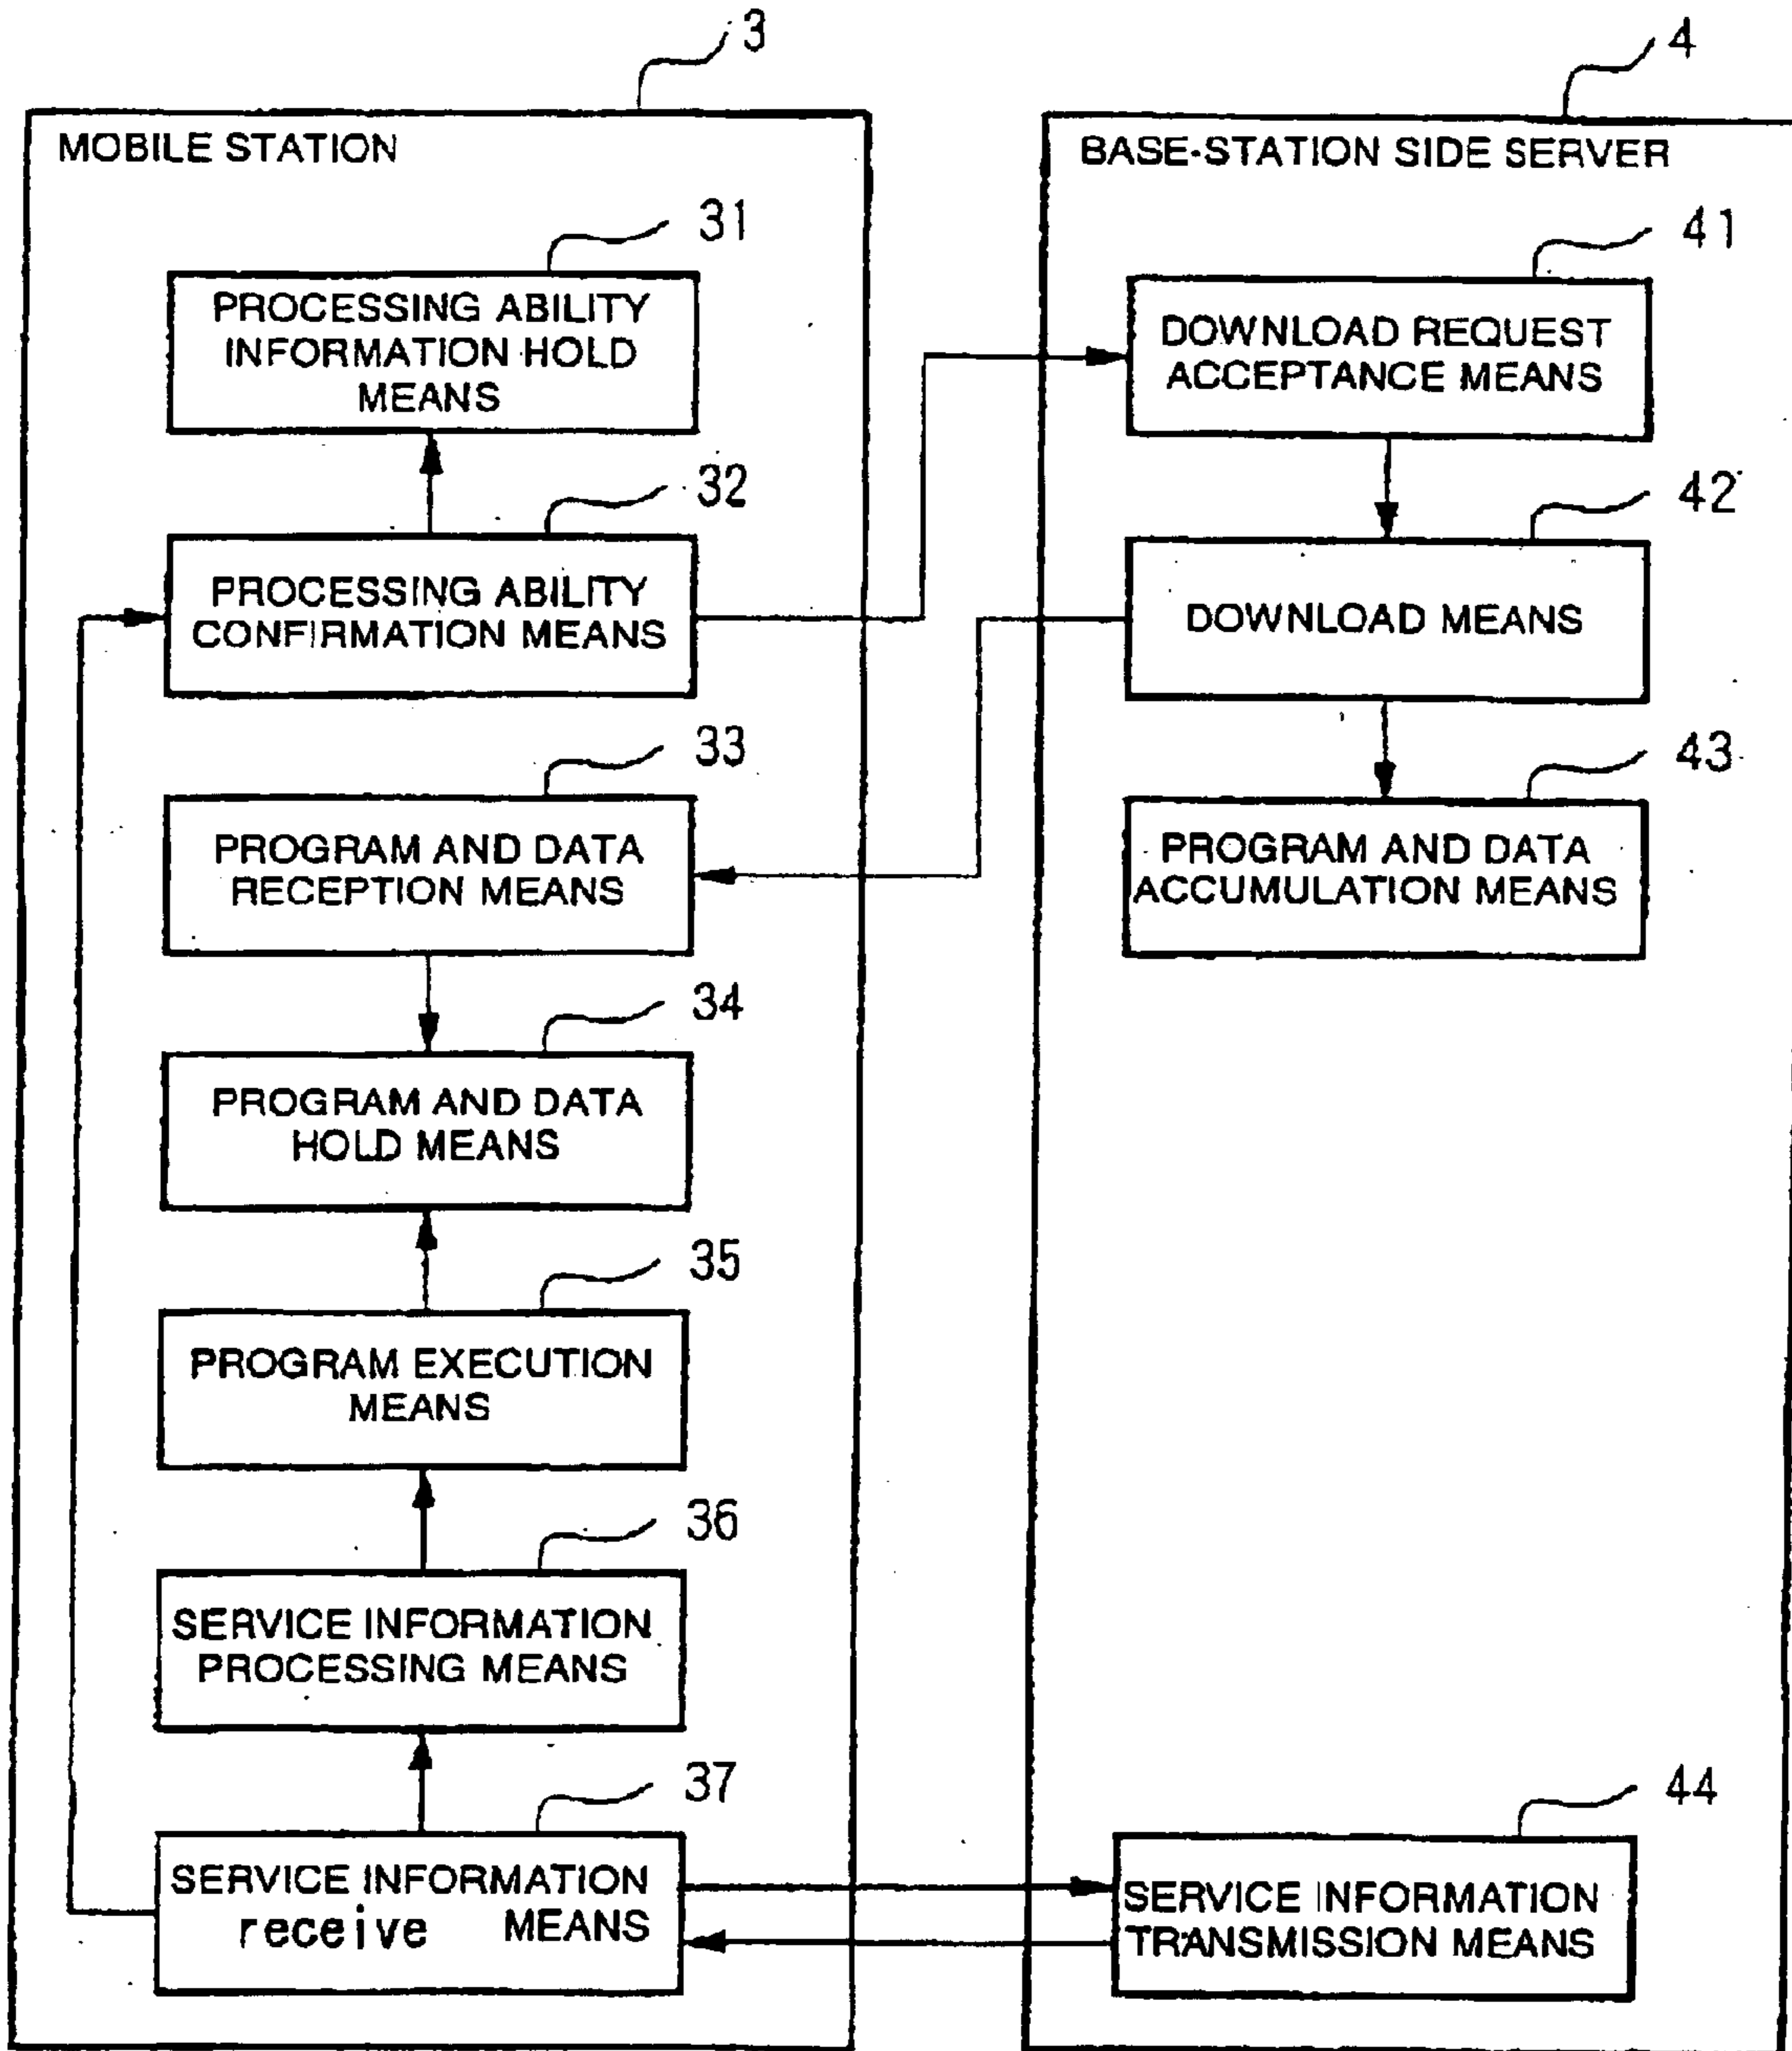 3
4
MOBILE STATION
BASE-STATION SIDE SERVER
31
PROCESSING ABILITY
INFORMATION HOLD
MEANS
32
PROCESSING ABILITY
CONFIRMATION MEANS
33
PROGRAM AND DATA
RECEPTION MEANS
34
PROGRAM AND DATA
HOLD MEANS
35
PROGRAM EXECUTION
MEANS
36
SERVICE INFORMATION
PROCESSING MEANS
37
SERVICE INFORMATION
receive MEANS
41
DOWNLOAD REQUEST
ACCEPTANCE MEANS
42
DOWNLOAD MEANS
43
PROGRAM AND DATA
ACCUMULATION MEANS
44
SERVICE INFORMATION
TRANSMISSION MEANS